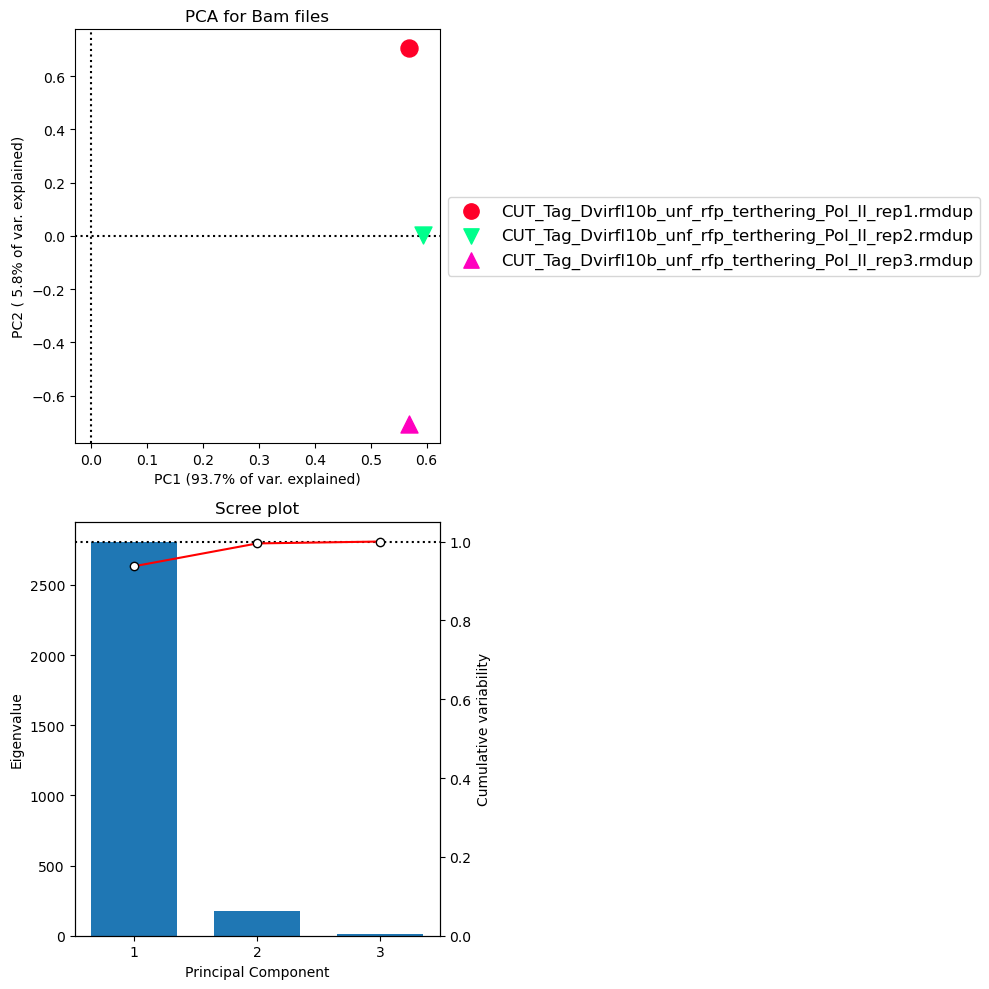 PCA for Bam files
PC2 ( 5.8% of var. explained)
0.6
0.4
0.2
0.0
−0.2
−0.4
−0.6
0.0 0.1 0.2 0.3 0.4 0.5 0.6
PC1 (93.7% of var. explained)
CUT_Tag_Dvirfl10b_unf_rfp_terthering_Pol_II_rep1.rmdup
CUT_Tag_Dvirfl10b_unf_rfp_terthering_Pol_II_rep2.rmdup
CUT_Tag_Dvirfl10b_unf_rfp_terthering_Pol_II_rep3.rmdup
Scree plot
Eigenvalue
2500
2000
1500
1000
500
0
1 2 3
Principal Component
1.0
0.8
0.6
0.4
0.2
0.0
Cumulative variability